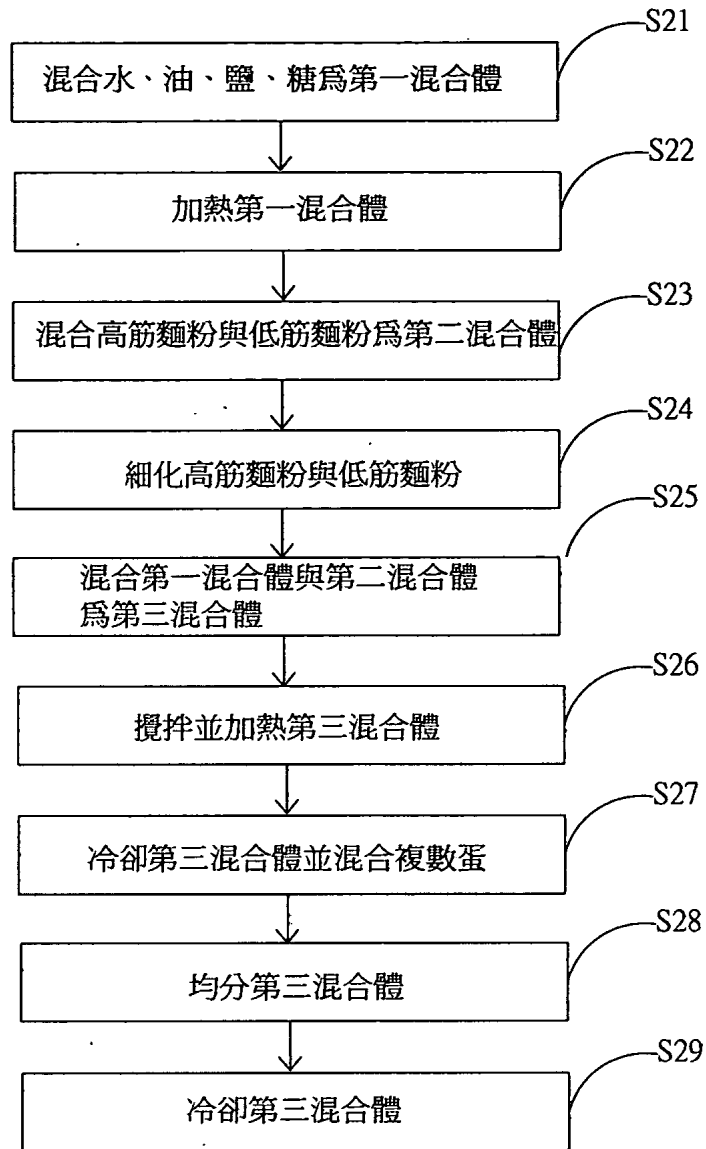 S21
混合水、油、鹽、糖爲第一混合體
S22
加熱第一混合體
S23
混合高筋麵粉與低筋麵粉爲第二混合體
S24
細化高筋麵粉與低筋麵粉
S25
混合第一混合體與第二混合體
爲第三混合體
S26
攪拌並加熱第三混合體
S27
冷卻第三混合體並混合複數蛋
S28
均分第三混合體
S29
冷卻第三混合體